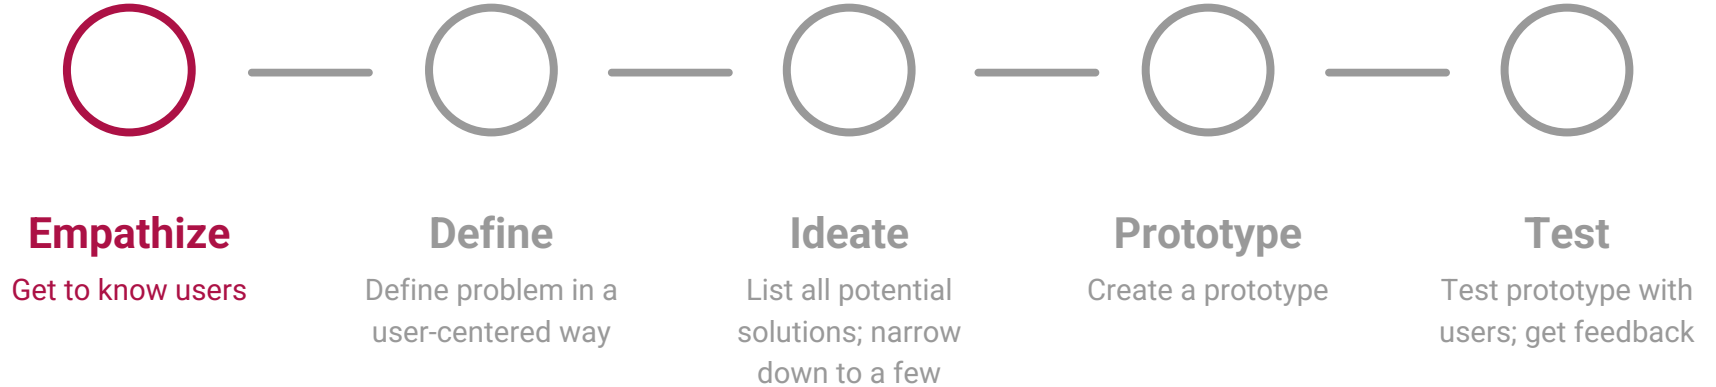 Empathize
Get to know users
Define
Define problem in a
user-centered way
Ideate
List all potential
solutions; narrow
down to a few
Prototype
Create a prototype
Test
Test prototype with
users; get feedback